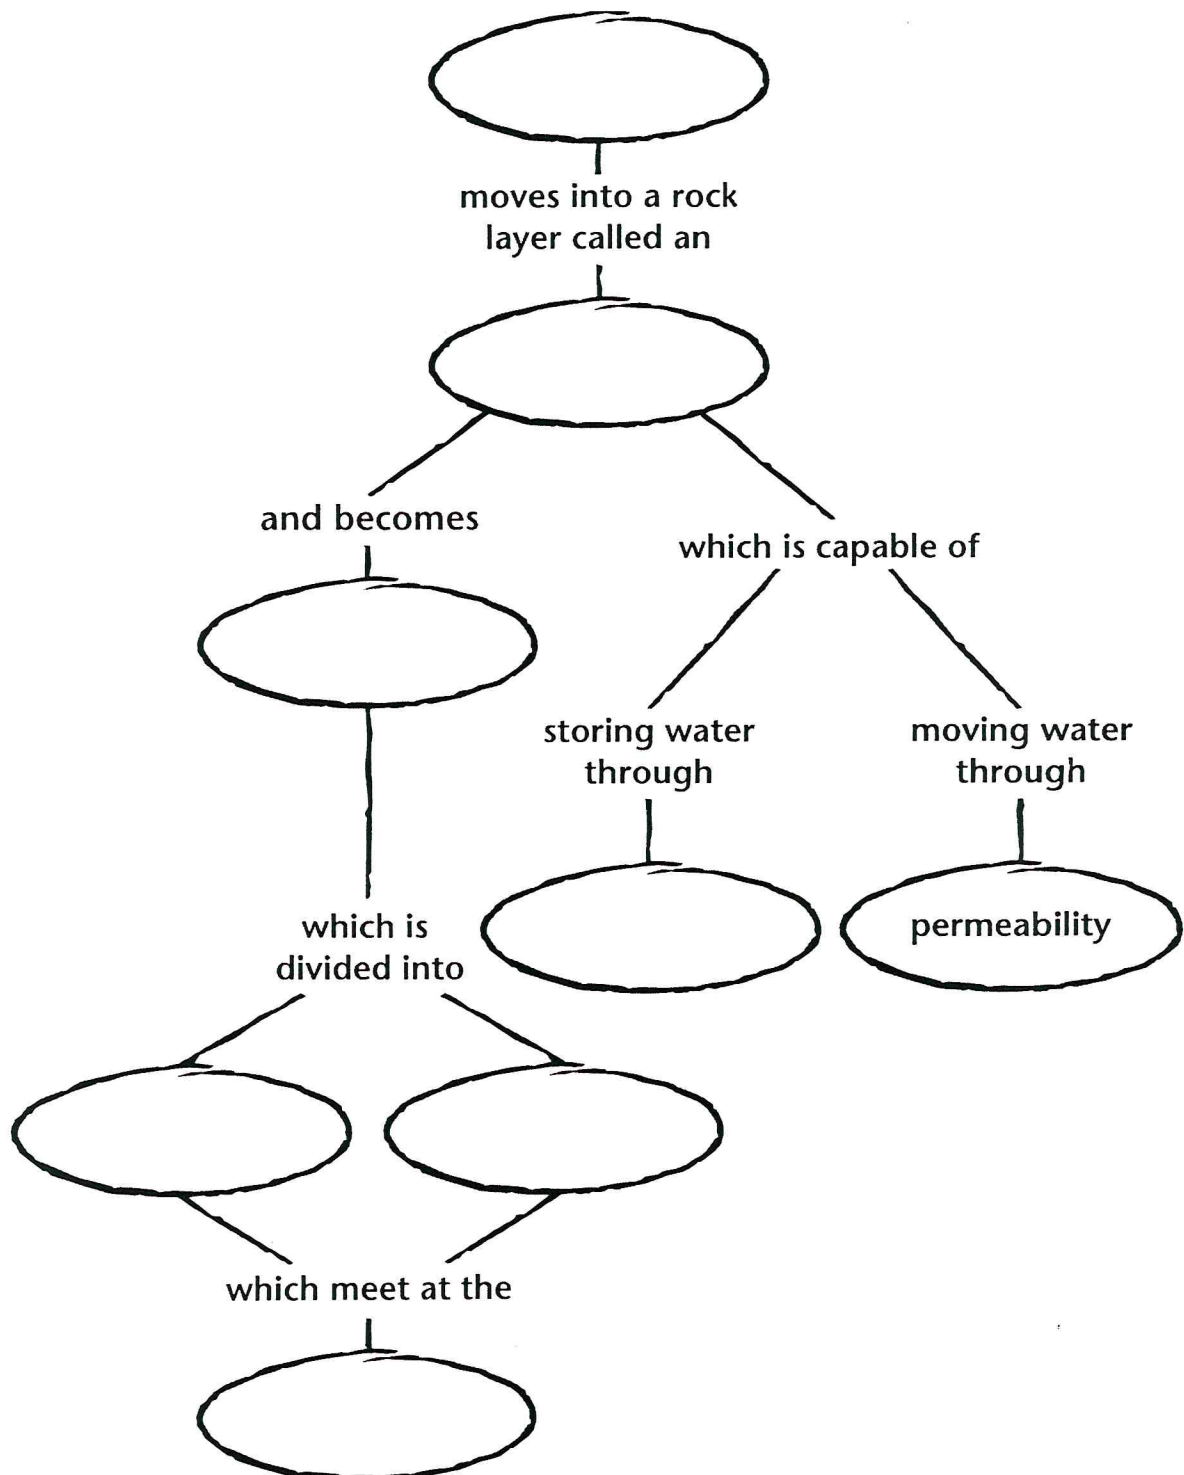 moves into a rock
layer called an
and becomes
which is capable of
storing water
through
moving water
through
permeability
which is
divided into
which meet at the